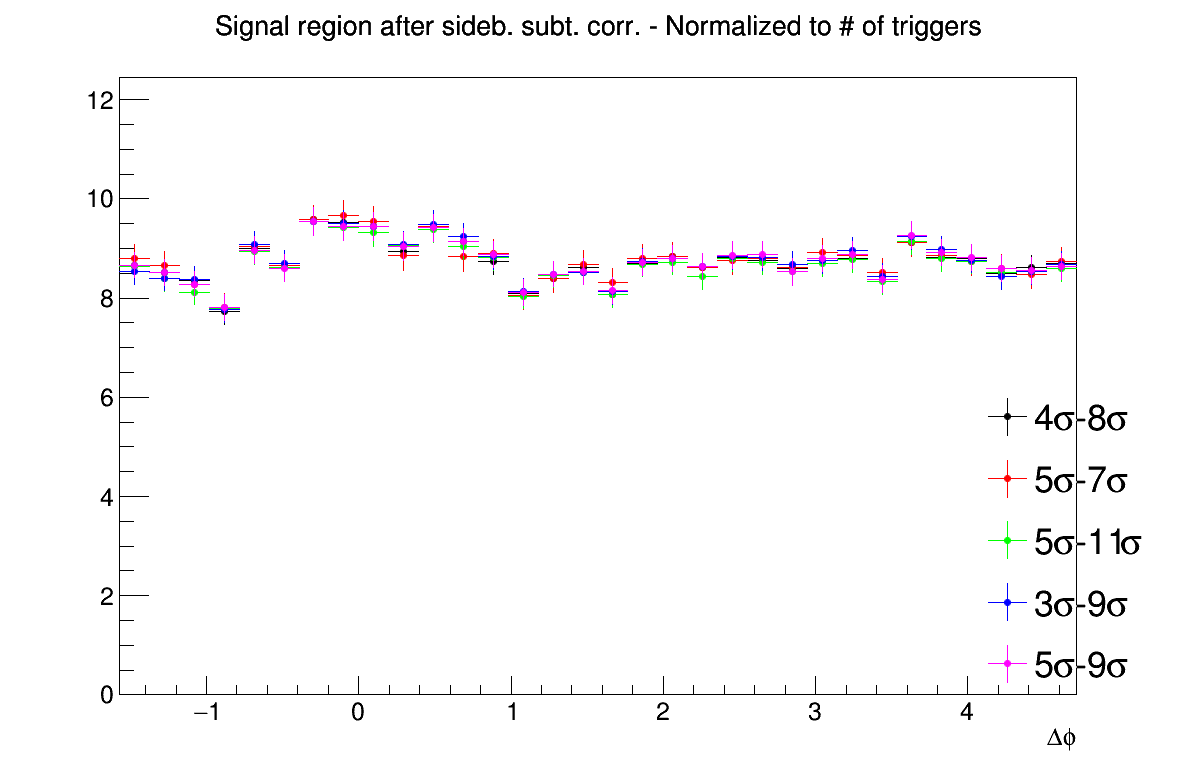 Signal region after sideb. subt. corr. - Normalized to # of triggers
12
10
8
6
4
2
0
4σ-8σ
5σ-7σ
5σ-11σ
3σ-9σ
5σ-9σ
−1 0 1 2 3 4
Δϕ